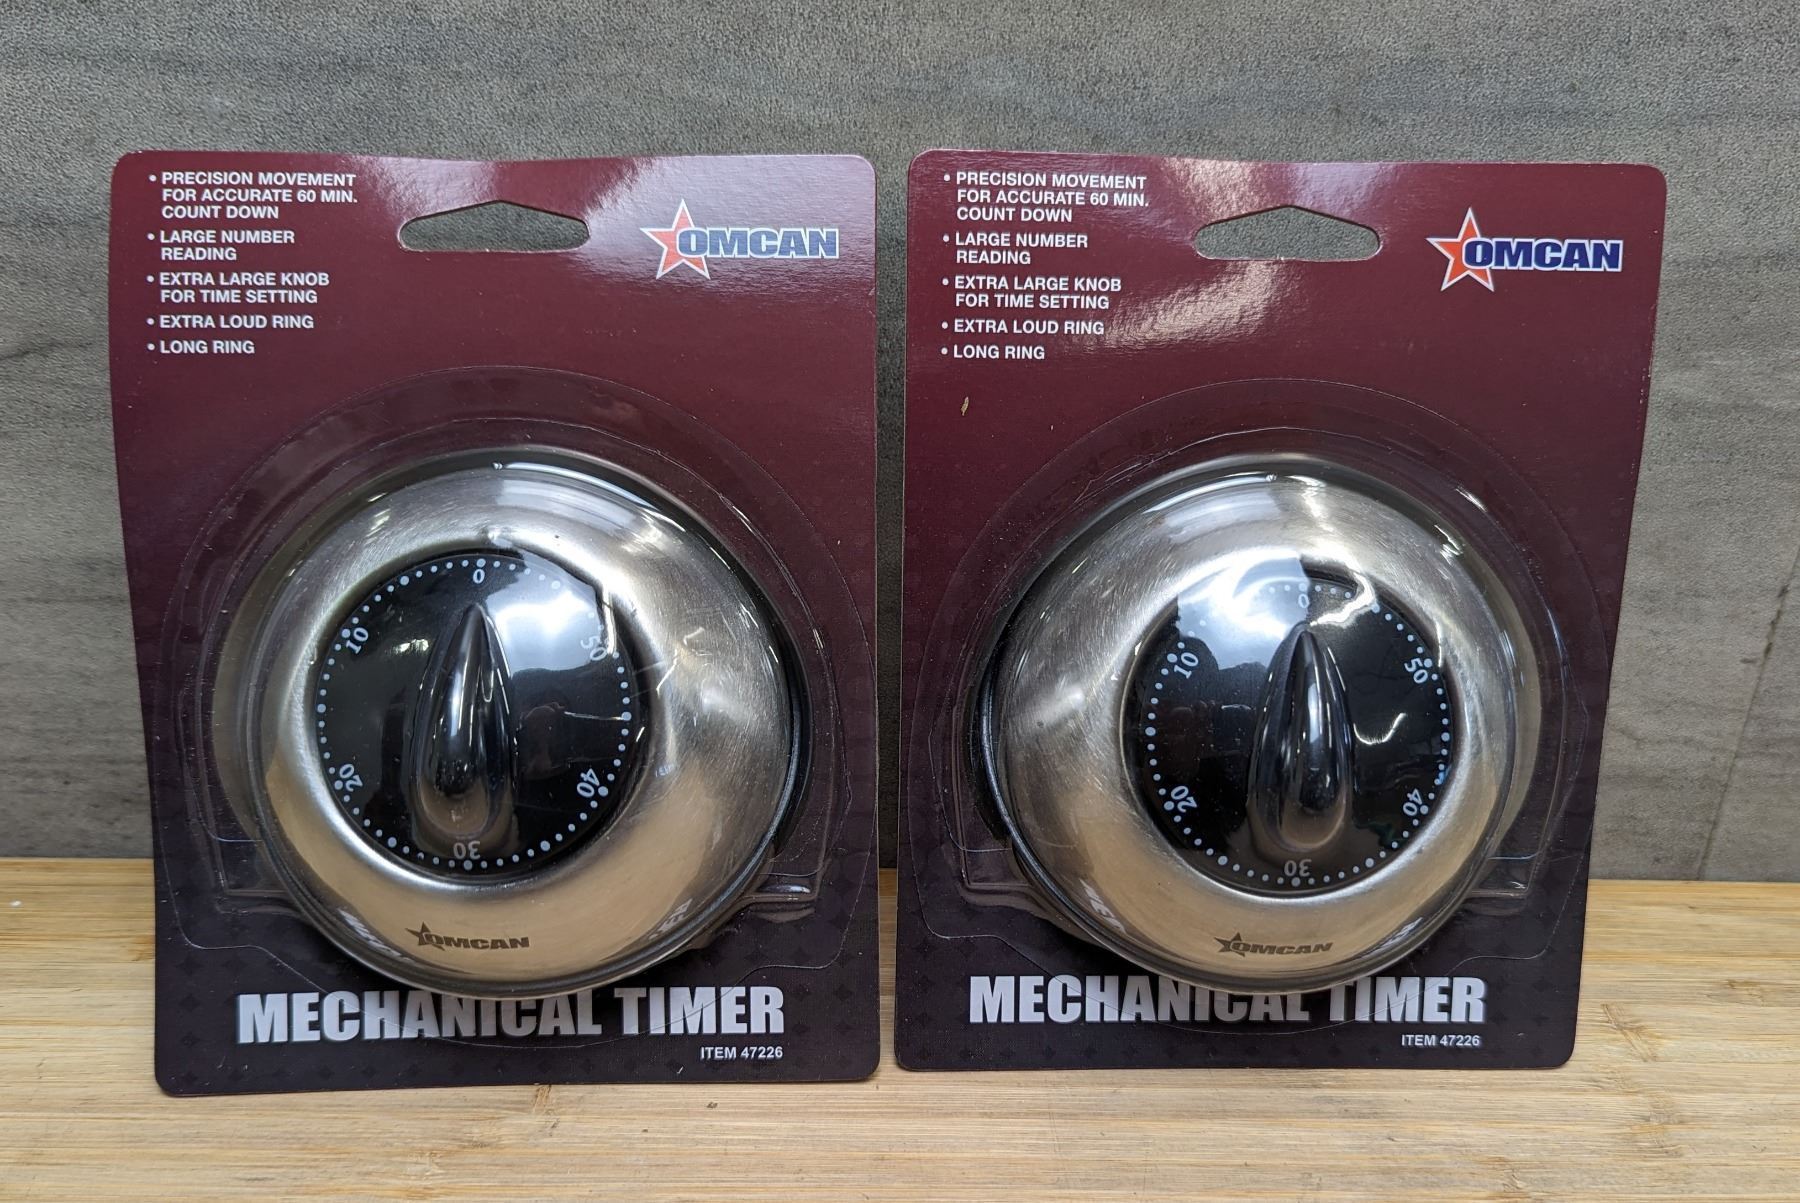 • PRECISION MOVEMENT
FOR ACCURATE 60 MIN.
COUNT DOWN
• LARGE NUMBER
READING
• EXTRA LARGE KNOB
FOR TIME SETTING
• EXTRA LOUD RING
• LONG RING
OMCAN
0
10
50
20
40
30
OMCAN
MECHANICAL TIMER
ITEM 47226
• PRECISION MOVEMENT
FOR ACCURATE 60 MIN.
COUNT DOWN
• LARGE NUMBER
READING
• EXTRA LARGE KNOB
FOR TIME SETTING
• EXTRA LOUD RING
• LONG RING
OMCAN
0
10
50
20
40
30
OMCAN
MECHANICAL TIMER
ITEM 47226